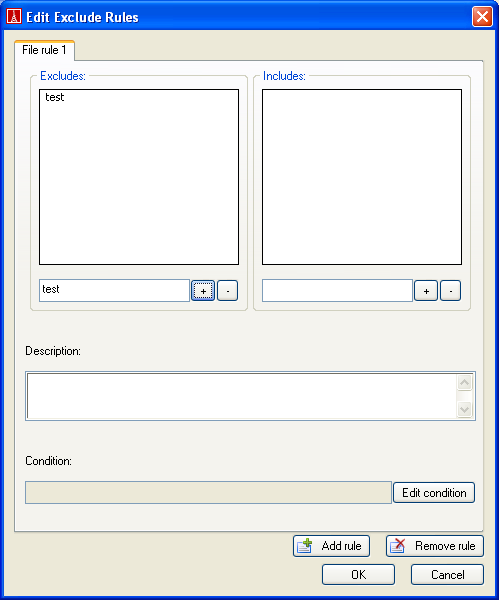 Edit Exclude Rules
File rule 1
Excludes:
Includes:
test
test
+
-
+
-
Description:
Condition:
Edit condition
Add rule
Remove rule
OK
Cancel